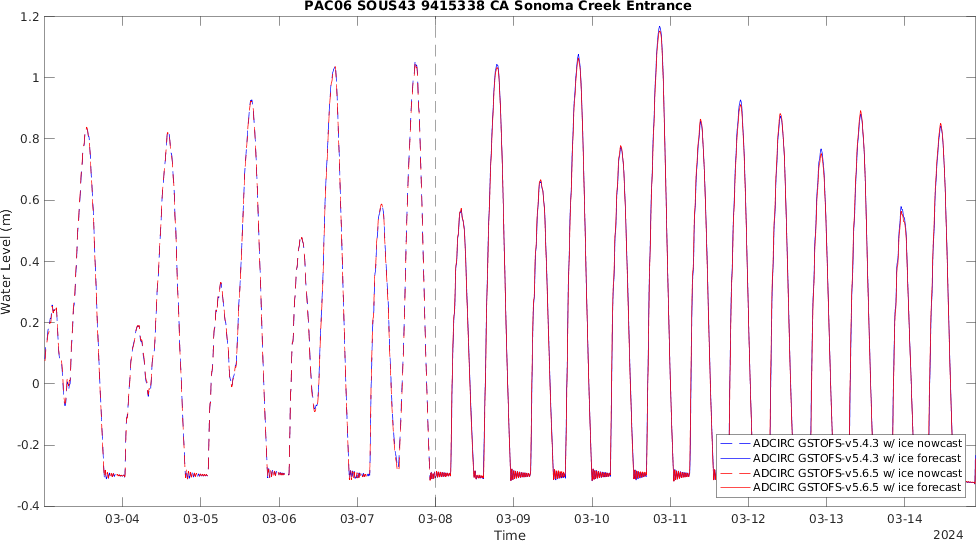 PAC06 SOUS43 9415338 CA Sonoma Creek Entrance
1.2
1
0.8
0.6
0.4
0.2
0
-0.2
-0.4
Water Level (m)
ADCIRC GSTOFS-v5.4.3 w/ ice nowcast
ADCIRC GSTOFS-v5.4.3 w/ ice forecast
ADCIRC GSTOFS-v5.6.5 w/ ice nowcast
ADCIRC GSTOFS-v5.6.5 w/ ice forecast
03-04 03-05 03-06 03-07 03-08 03-09 03-10 03-11 03-12 03-13 03-14
Time
2024